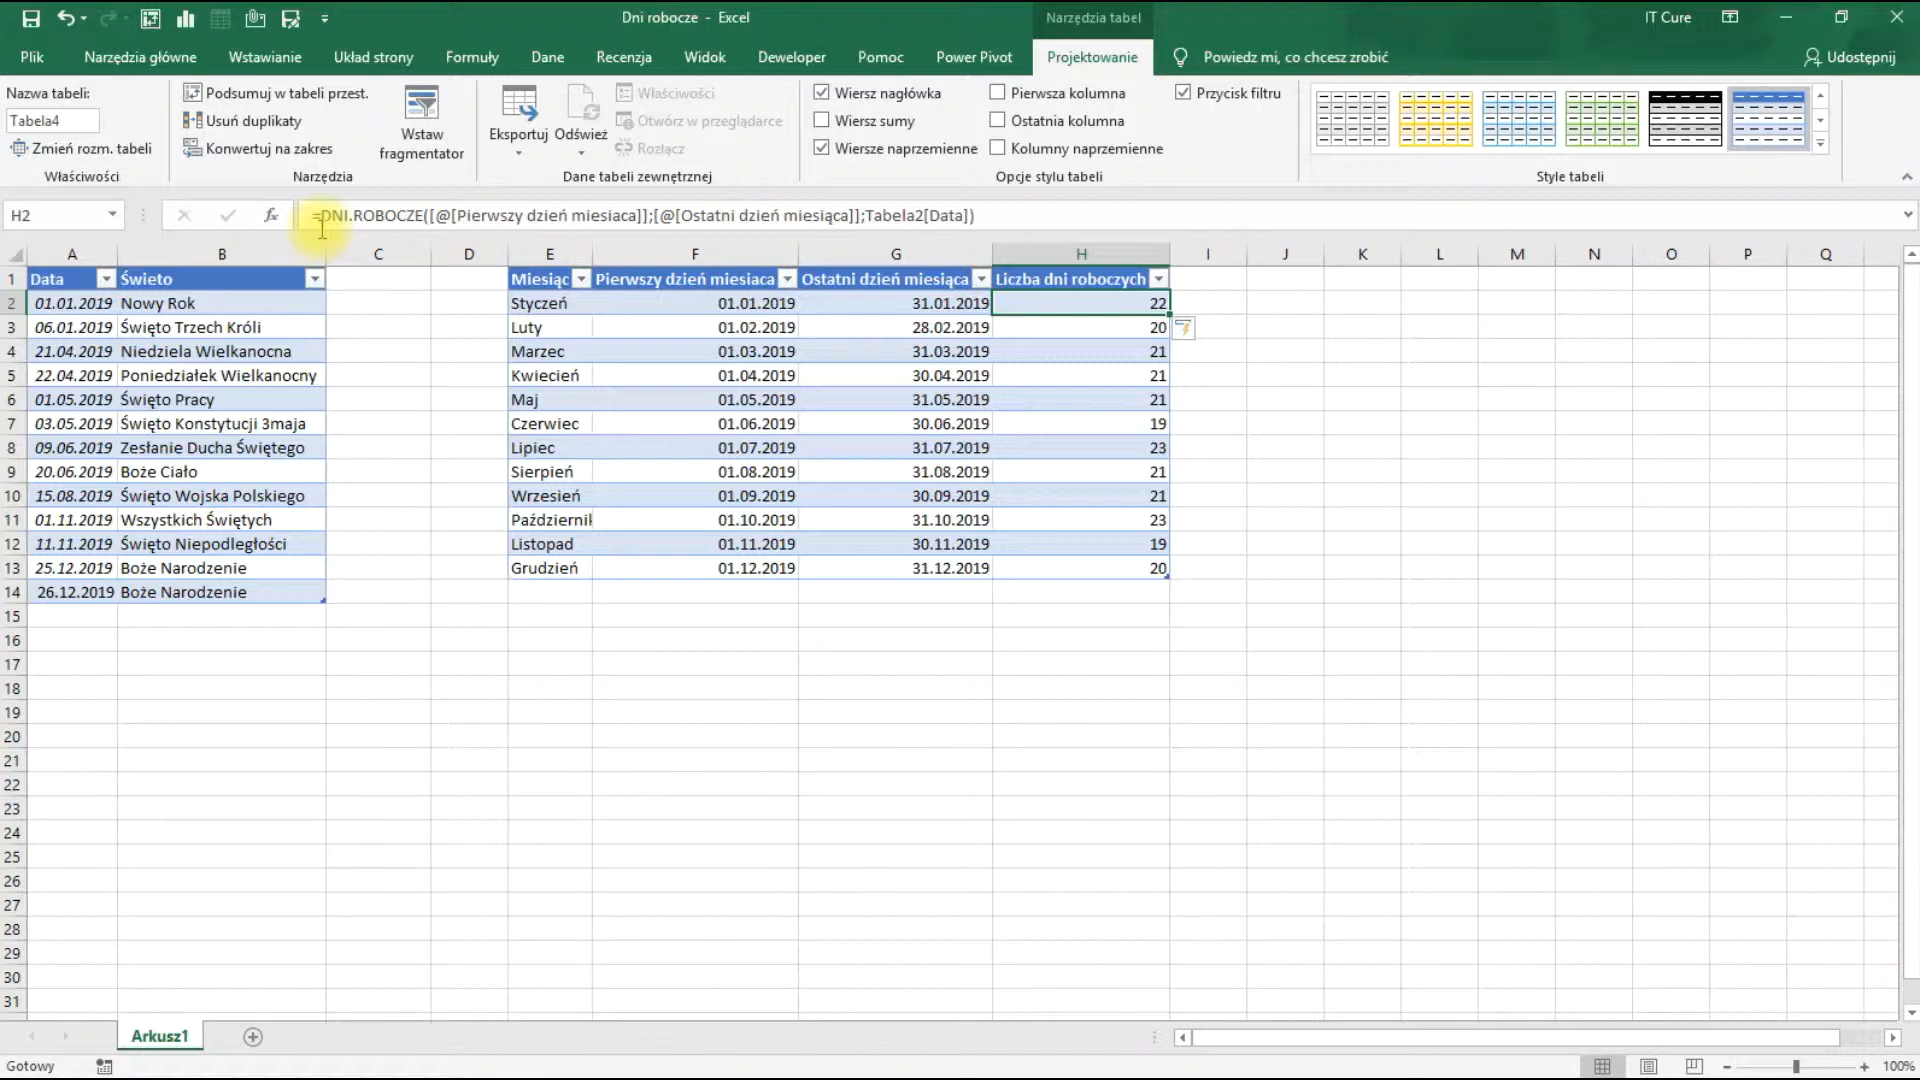 Dni robocze - Excel
Narzędzia tabel
IT Cure
Plik Narzędzia główne Wstawianie Układ strony Formuły Dane Recenzja Widok Deweloper Pomoc Power Pivot Projektowanie Powiedz mi, co chcesz zrobić Udostępnij
Nazwa tabeli:
Tabela4
Zmień rozm. tabeli
Właściwości
Podsumuj w tabeli przest.
Usuń duplikaty
Konwertuj na zakres
Wstaw
fragmentator
Narzędzia
Eksportuj
Odśwież
Właściwości
Otwórz w przeglądarce
Rozłącz
Dane tabeli zewnętrznej
Wiersz nagłówka
Wiersz sumy
Wiersze naprzemienne
Pierwsza kolumna
Ostatnia kolumna
Kolumny naprzemienne
Przycisk filtru
Opcje stylu tabeli
Style tabeli
H2 fx =DNI.ROBOCZE([@[Pierwszy dzień miesiaca]];[@[Ostatni dzień miesiąca]];Tabela2[Data])
A B C D E F G H I J K L M N O P Q
1 Data Świeto Miesiąc Pierwszy dzień miesiaca Ostatni dzień miesiąca Liczba dni roboczych
2 01.01.2019 Nowy Rok Styczeń 01.01.2019 31.01.2019 22
3 06.01.2019 Święto Trzech Króli Luty 01.02.2019 28.02.2019 20
4 21.04.2019 Niedziela Wielkanocna Marzec 01.03.2019 31.03.2019 21
5 22.04.2019 Poniedziałek Wielkanocny Kwiecień 01.04.2019 30.04.2019 21
6 01.05.2019 Święto Pracy Maj 01.05.2019 31.05.2019 21
7 03.05.2019 Święto Konstytucji 3maja Czerwiec 01.06.2019 30.06.2019 19
8 09.06.2019 Zesłanie Ducha Świętego Lipiec 01.07.2019 31.07.2019 23
9 20.06.2019 Boże Ciało Sierpień 01.08.2019 31.08.2019 21
10 15.08.2019 Święto Wojska Polskiego Wrzesień 01.09.2019 30.09.2019 21
11 01.11.2019 Wszystkich Świętych Październik 01.10.2019 31.10.2019 23
12 11.11.2019 Święto Niepodległości Listopad 01.11.2019 30.11.2019 19
13 25.12.2019 Boże Narodzenie Grudzień 01.12.2019 31.12.2019 20
14 26.12.2019 Boże Narodzenie
15
16
17
18
19
20
21
22
23
24
25
26
27
28
29
30
31
Arkusz1
Gotowy
100%